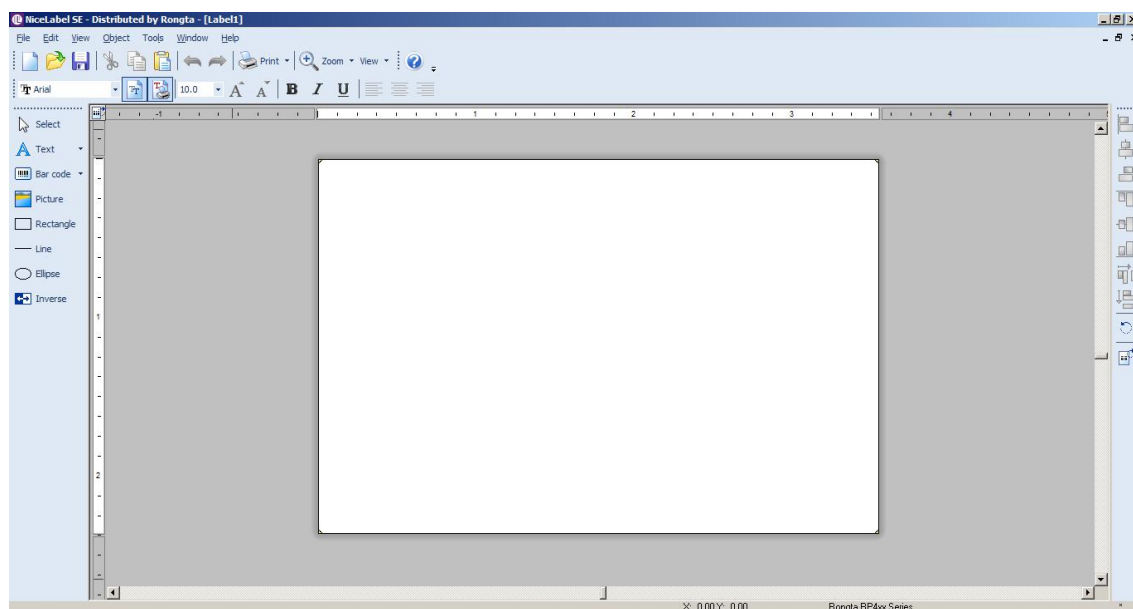 NiceLabel SE - Distributed by Rongta - [Label1]
File Edit View Object Tools Window Help
Print Zoom View
Arial 10.0 A A B I U
-1 1 2 3 4
Select
Text
Bar code
Picture
Rectangle
Line
Ellipse
Inverse
1
2
X: 0.00 Y: 0.00 Rongta RP4xx Series